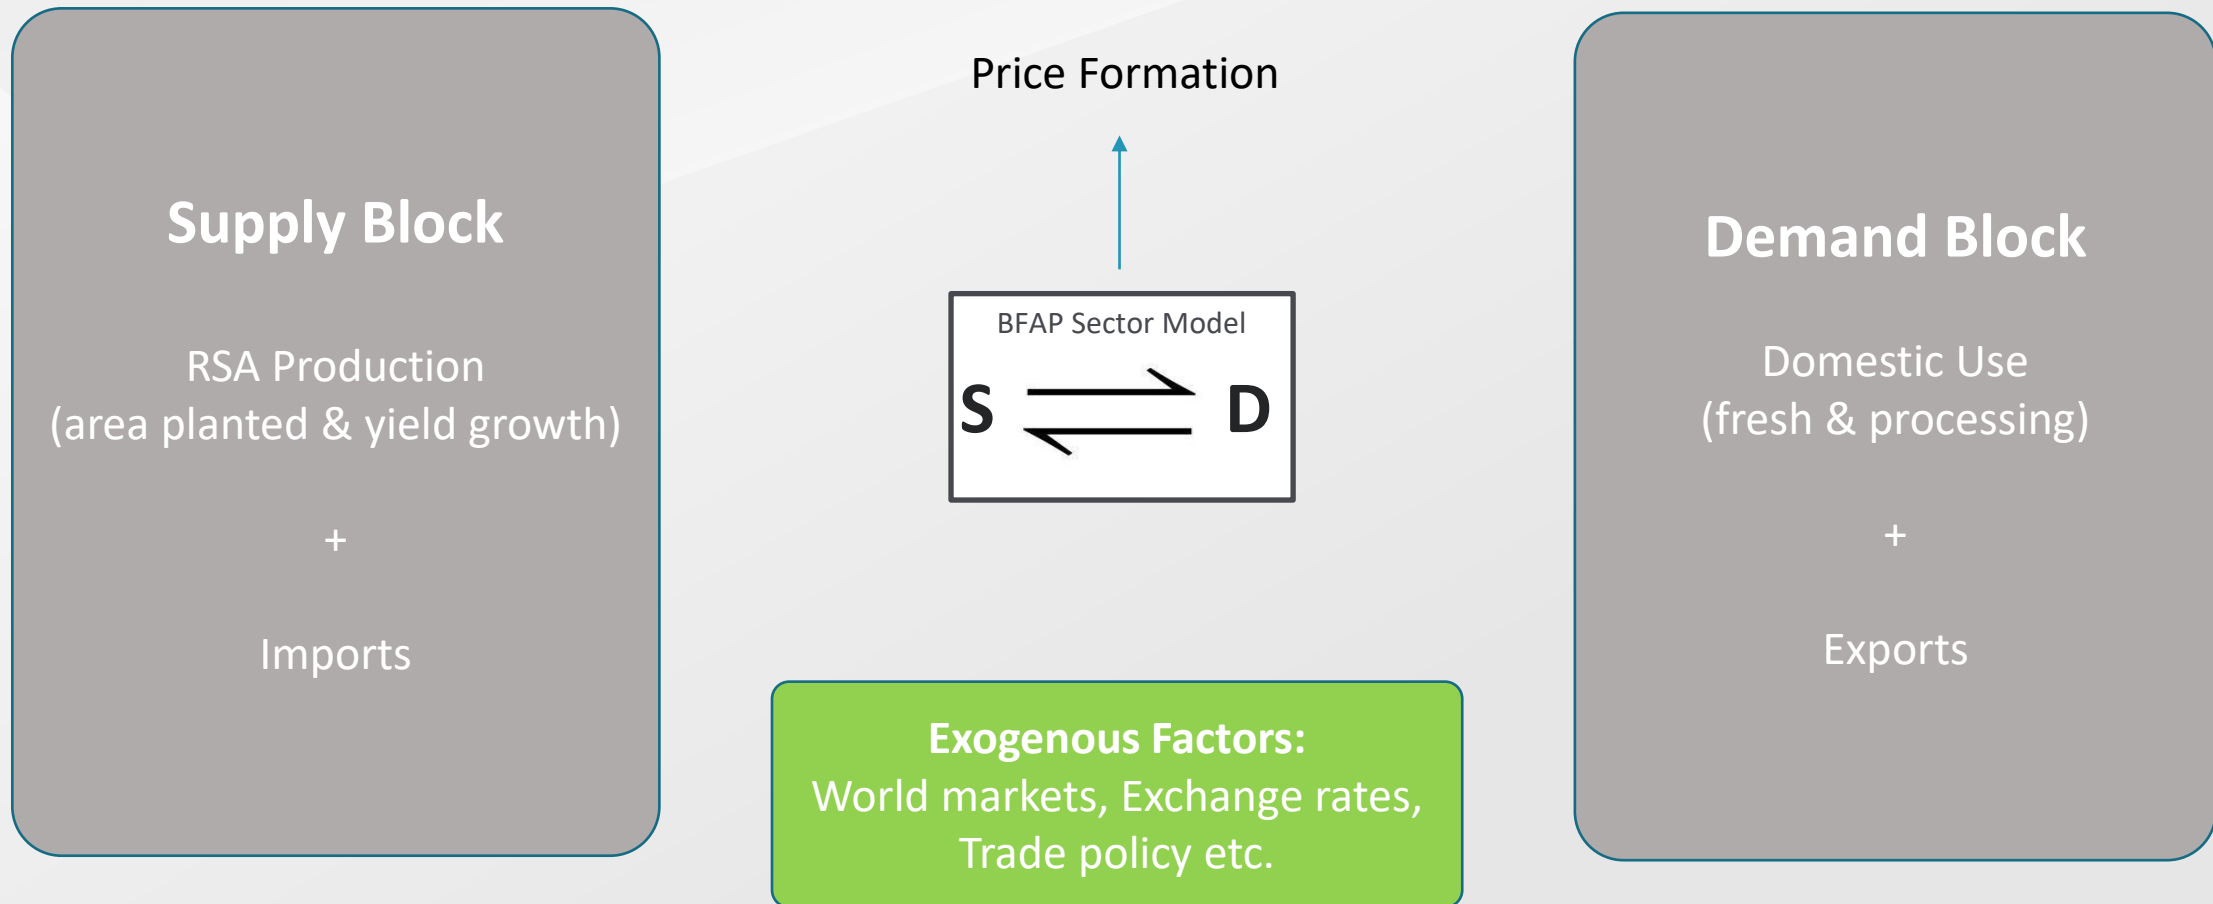 Supply Block
RSA Production
(area planted & yield growth)
+
Imports
Price Formation
BFAP Sector Model
S D
Exogenous Factors:
World markets, Exchange rates,
Trade policy etc.
Demand Block
Domestic Use
(fresh & processing)
+
Exports